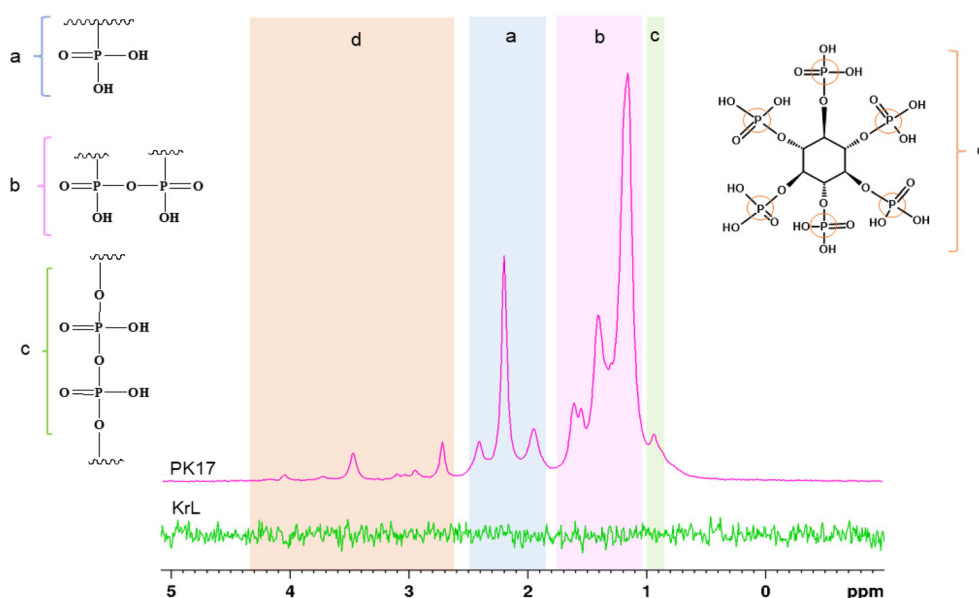 d a b c
a
O P OH
OH
b
O P O P O
OH OH
c
O
O P OH
O
O P OH
O
OH
O P OH
HO OH O O OH
P P
O O O OH
HO O O O
P P
HO O O HO OH
HO P O
OH
PK17
KrL
5 4 3 2 1 0 ppm